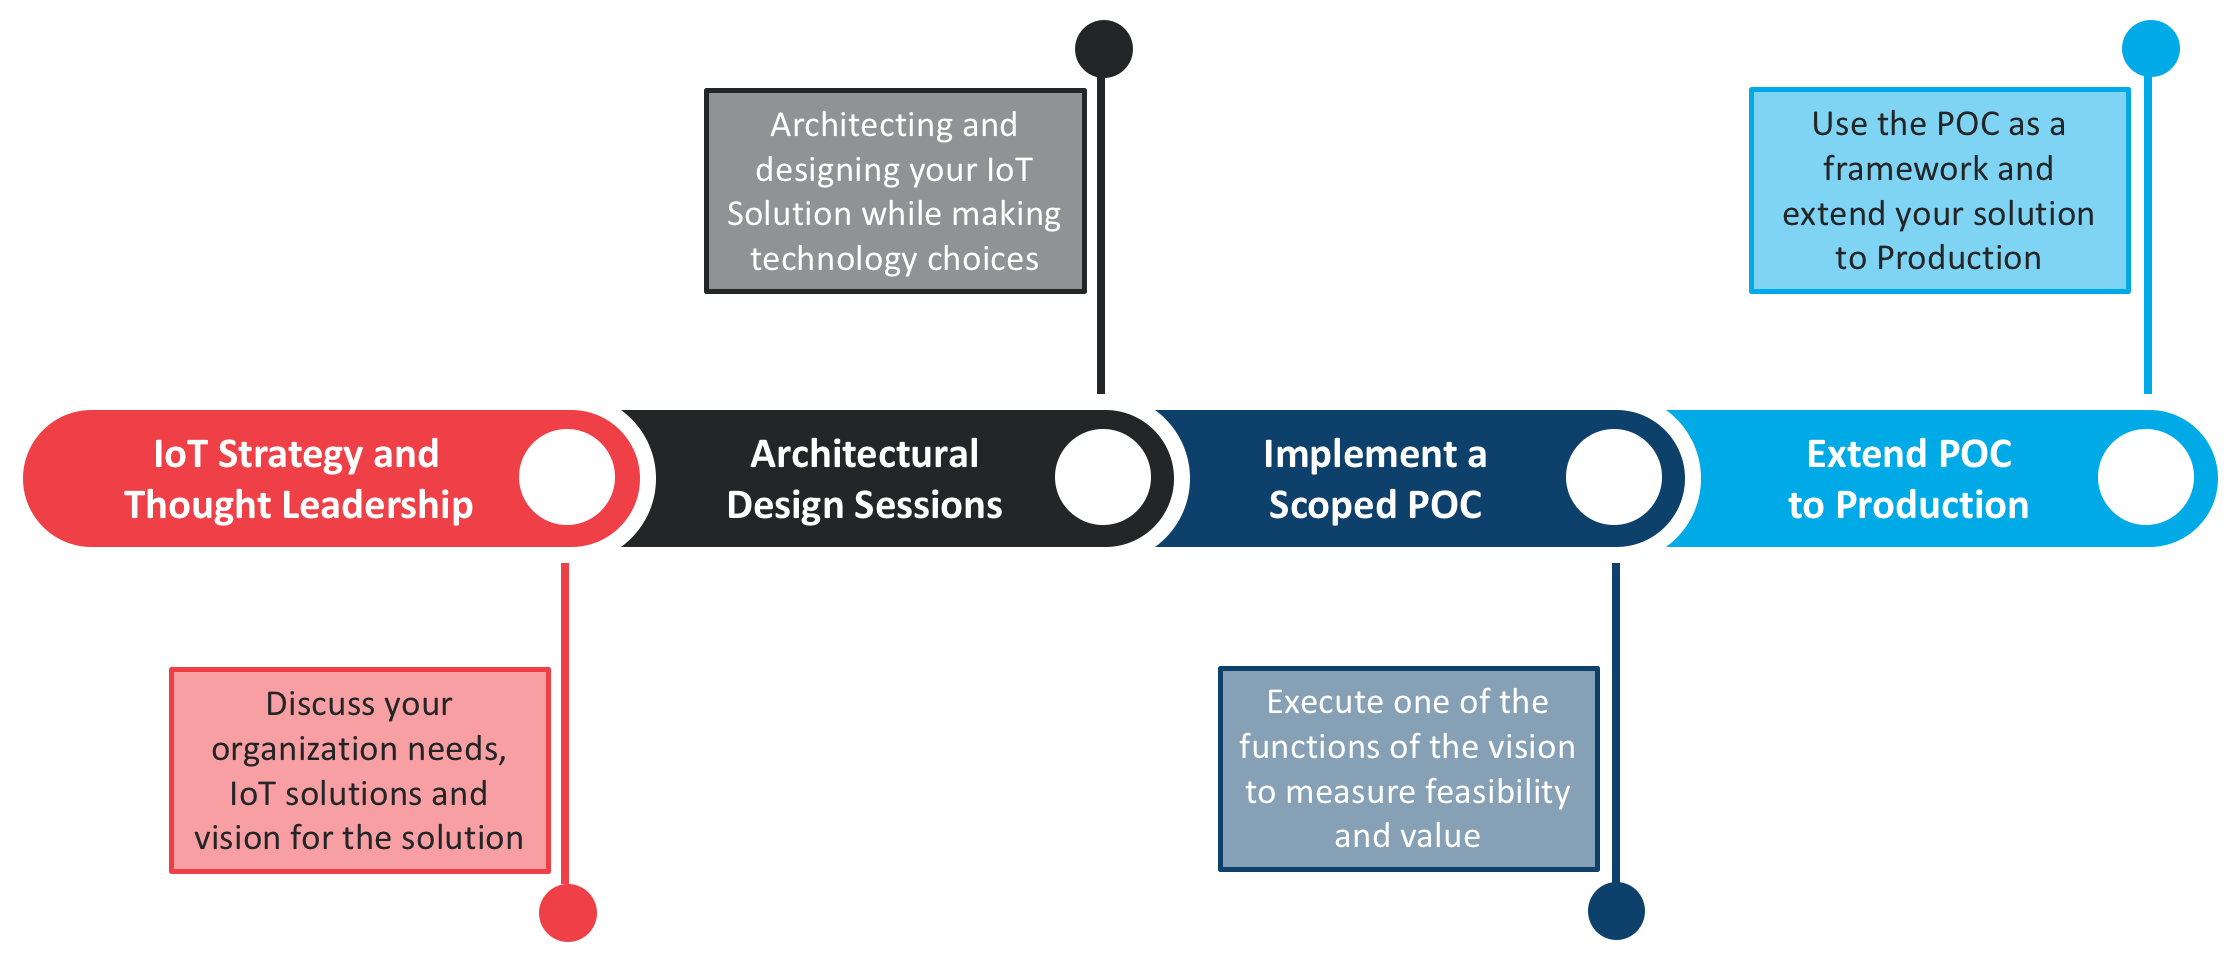 Architecting and
designing your IoT
Solution while making
technology choices
Use the POC as a
framework and
extend your solution
to Production
IoT Strategy and
Thought Leadership
Architectural
Design Sessions
Implement a
Scoped POC
Extend POC
to Production
Discuss your
organization needs,
IoT solutions and
vision for the solution
Execute one of the
functions of the vision
to measure feasibility
and value